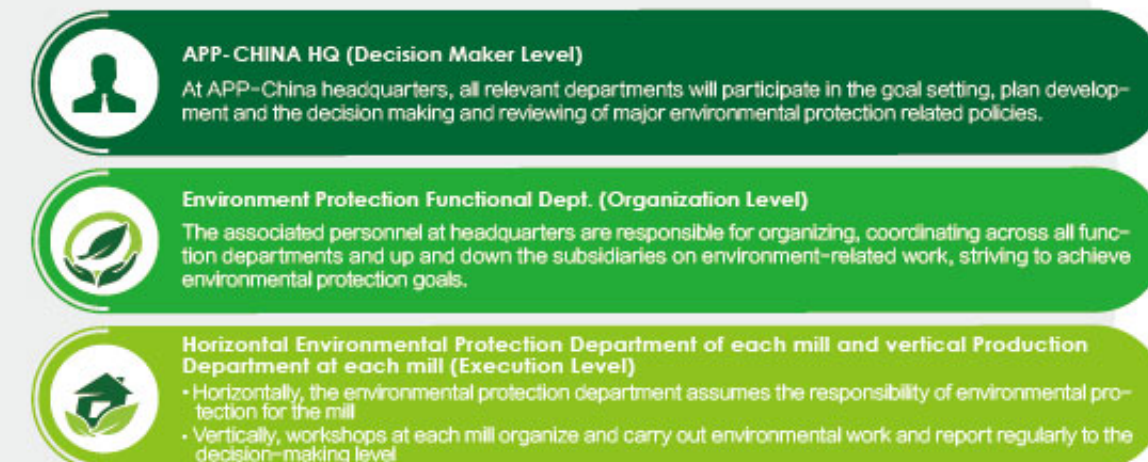 APP-CHINA HQ (Decision Maker Level)
At APP-China headquarters, all relevant departments will participate in the goal setting, plan develop-
ment and the decision making and reviewing of major environmental protection related policies.
Environment Protection Functional Dept. (Organization Level)
The associated personnel at headquarters are responsible for organizing, coordinating across all func-
tion departments and up and down the subsidiaries on environment-related work, striving to achieve
environmental protection goals.
Horizontal Environmental Protection Department of each mill and vertical Production
Department at each mill (Execution Level)
• Horizontally, the environmental protection department assumes the responsibility of environmental pro-
tection for the mill
• Vertically, workshops at each mill organize and carry out environmental work and report regularly to the
decision-making level